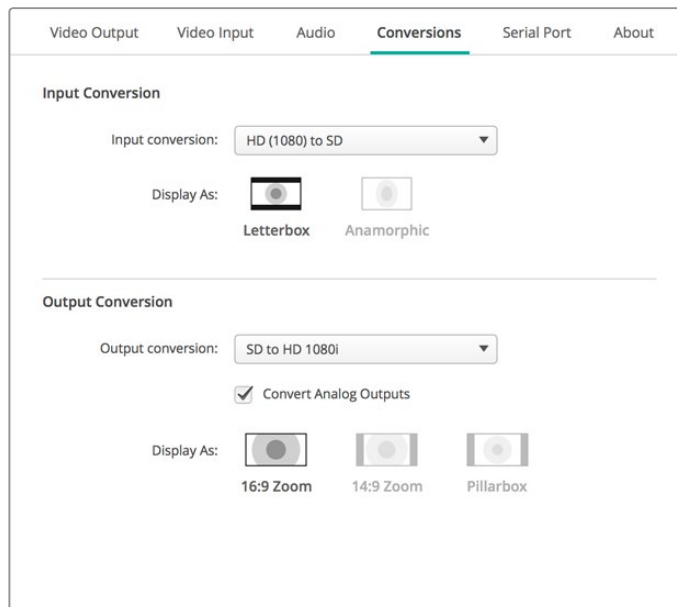 Video Output Video Input Audio Conversions Serial Port About
Input Conversion
Input conversion: HD (1080) to SD
Display As:
Letterbox Anamorphic
Output Conversion
Output conversion: SD to HD 1080i
Convert Analog Outputs
Display As:
16:9 Zoom 14:9 Zoom Pillarbox